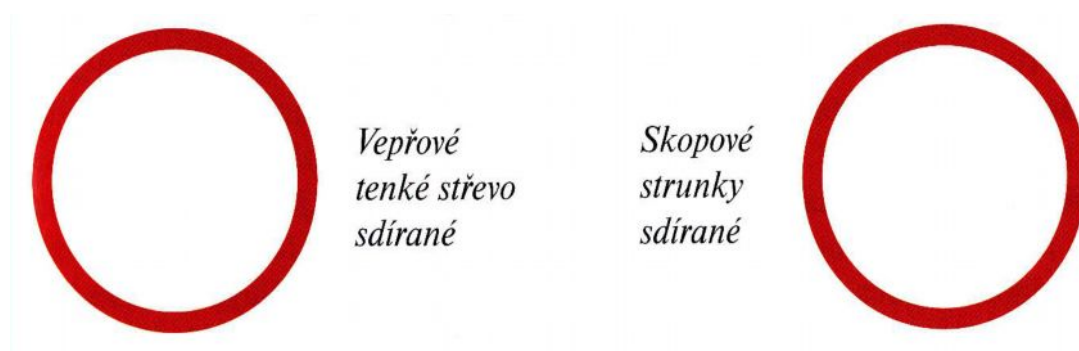 Vepřové
tenké střevo
sdírané
Skopové
strunky
sdírané